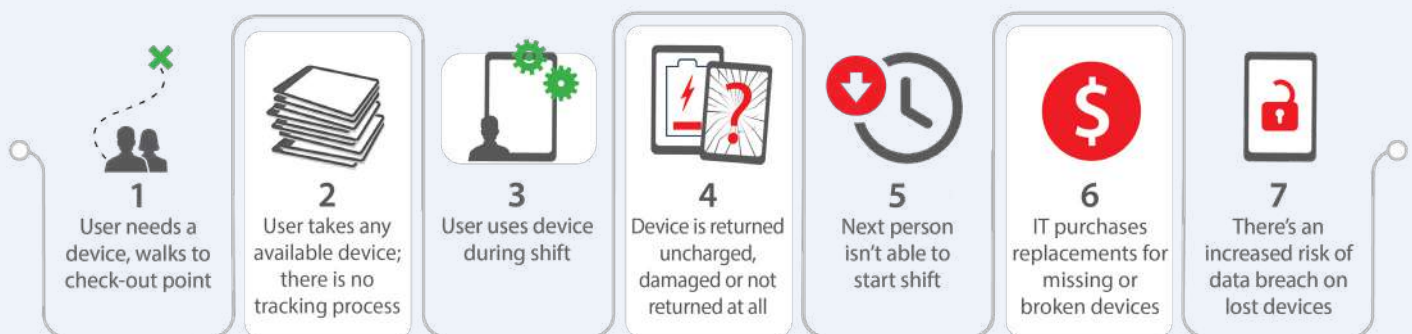 1
User needs a
device, walks to
check-out point
2
User takes any
available device;
there is no
tracking process
3
User uses device
during shift
?
4
Device is returned
uncharged,
damaged or not
returned at all
5
Next person
isn’t able to
start shift
$
6
IT purchases
replacements for
missing or
broken devices
7
There’s an
increased risk of
data breach on
lost devices